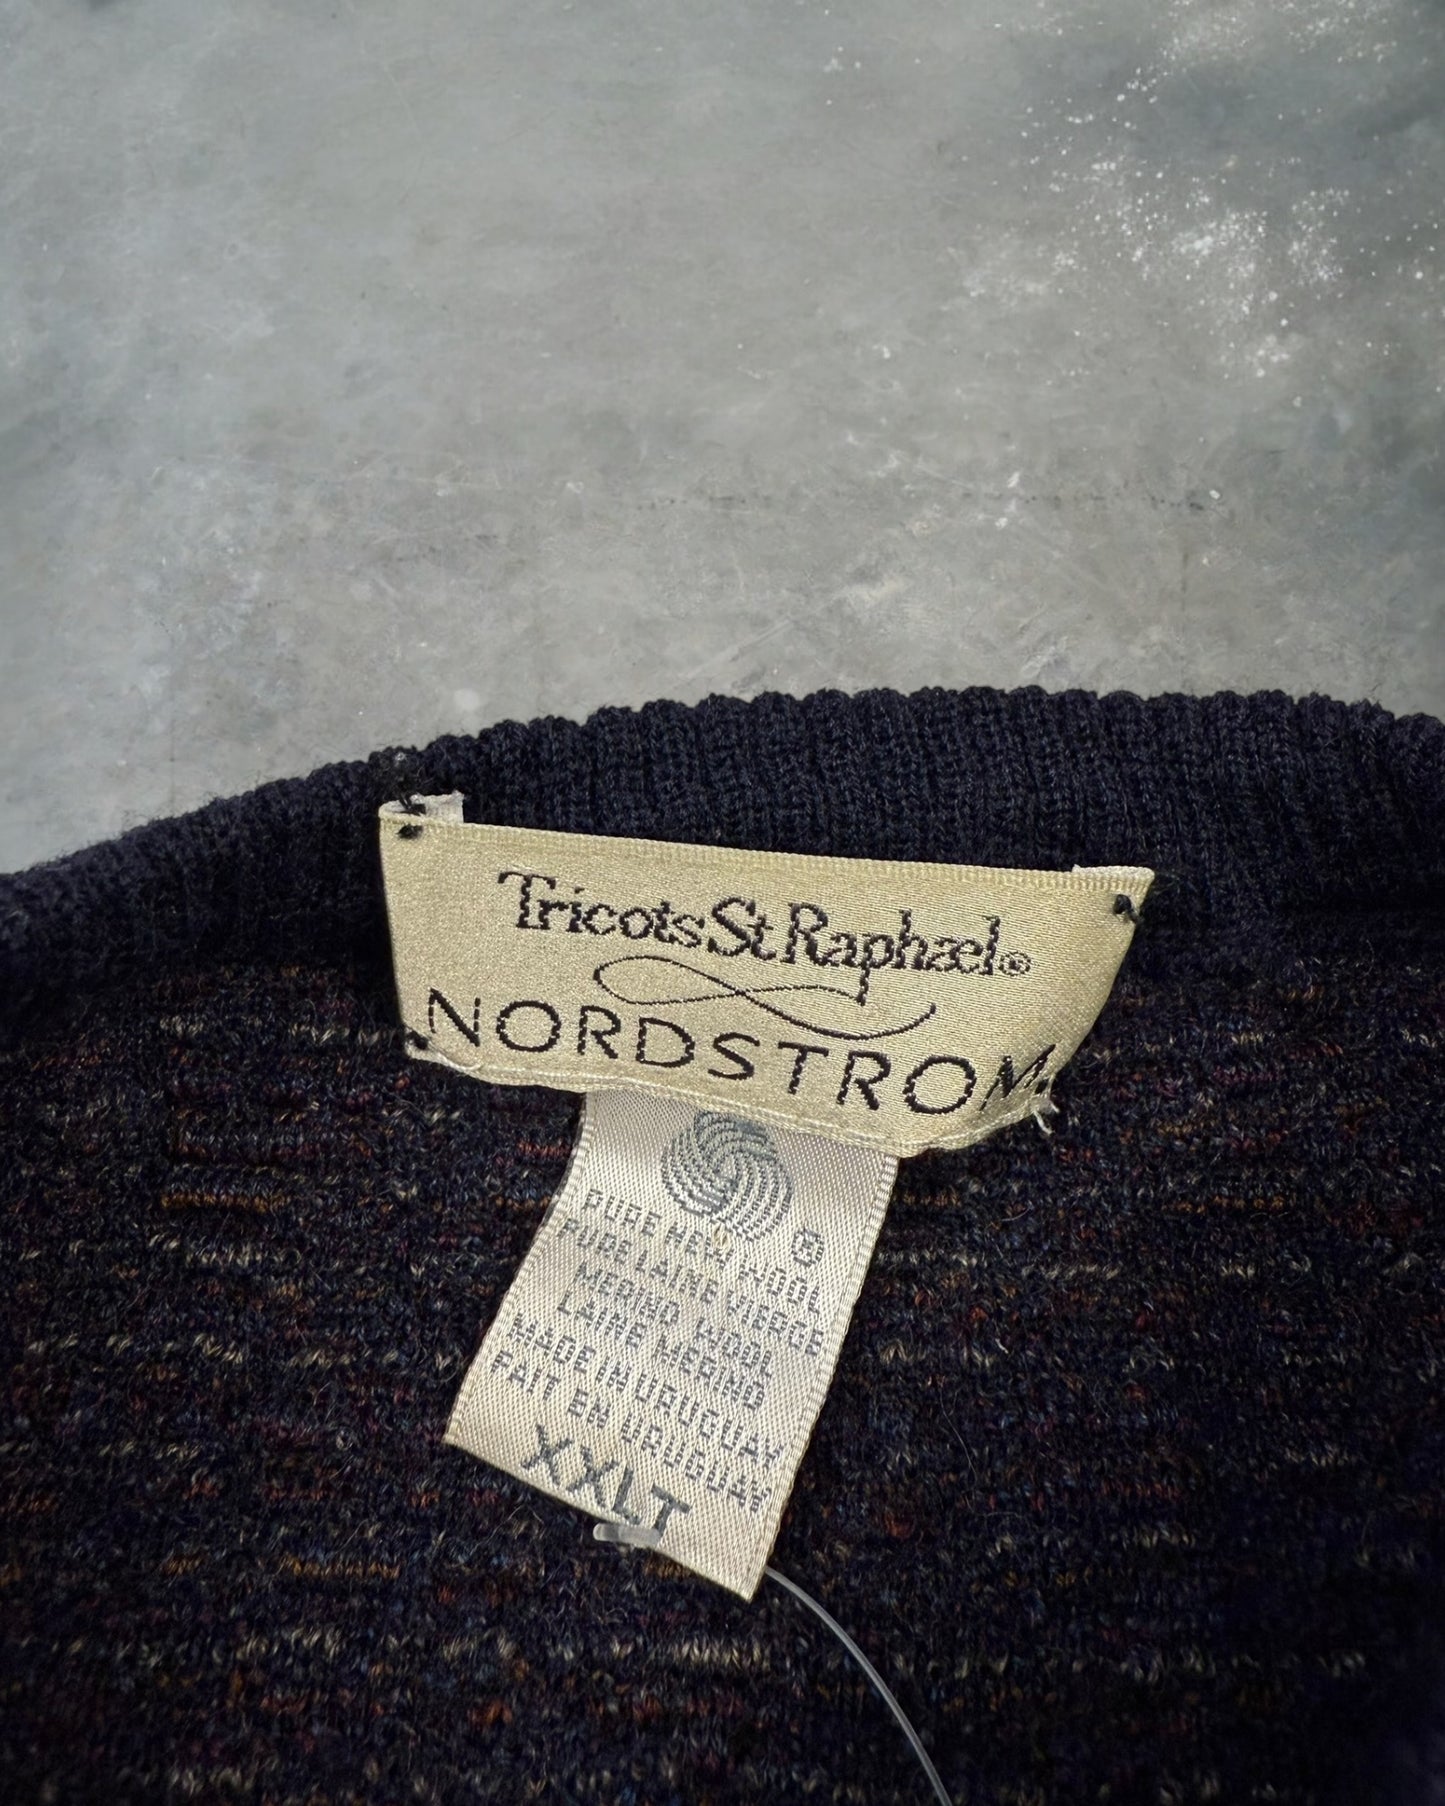 Tricots St Raphael®
NORDSTROM.
®
PURE NEW WOOL
PURE LAINE VIERGE
MERINO WOOL
LAINE MERINO
MADE IN URUGUAY
FAIT EN URUGUAY
XXLT